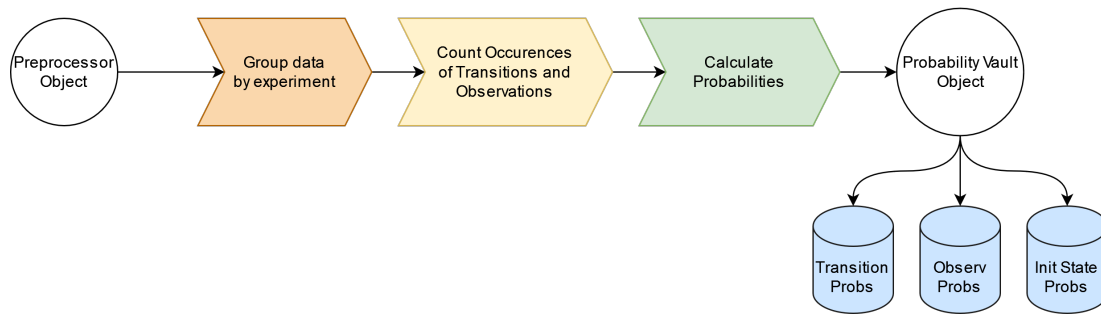 Preprocessor
Object
Group data
by experiment
Count Occurences
of Transitions and
Observations
Calculate
Probabilities
Probability Vault
Object
Transition
Probs
Observ
Probs
Init State
Probs